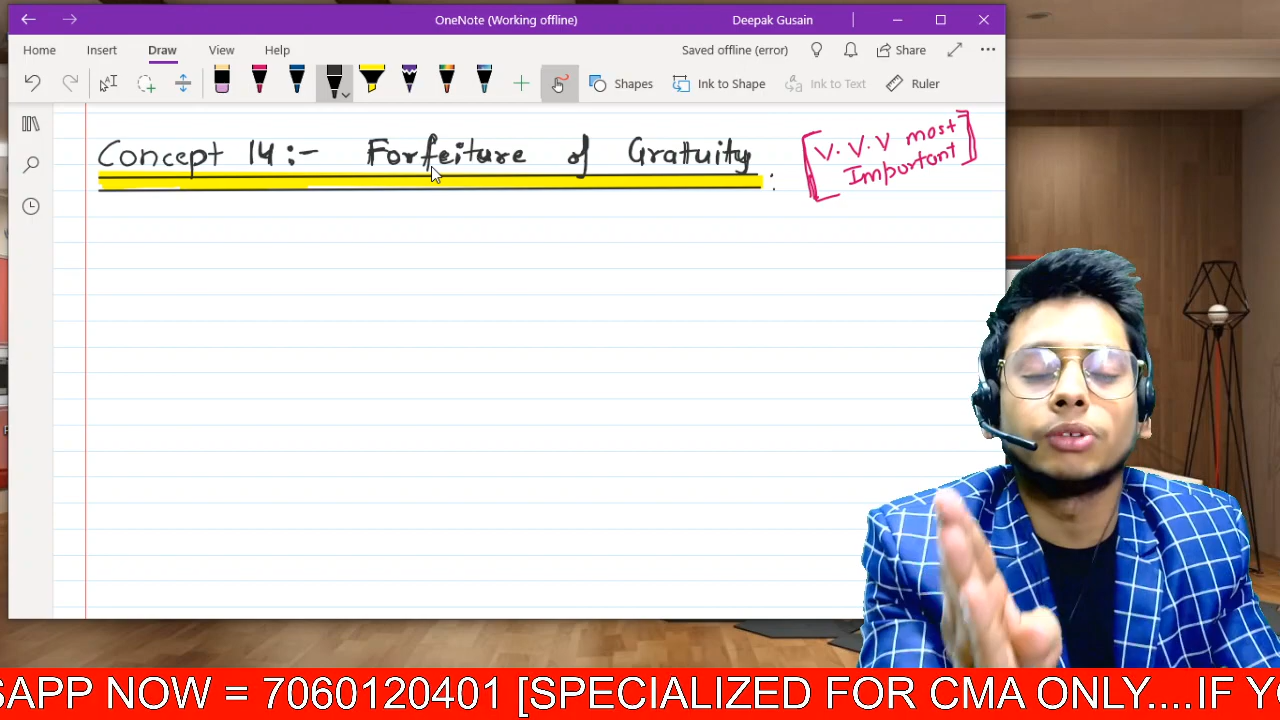 OneNote (Working offline)
Deepak Gusain
Home
Insert
Draw
View
Help
Saved offline (error)
Share
Shapes
Ink to Shape
Ink to Text
Ruler
Concept 14:- Forfeiture of Gratuity :
V.V.V most
Important
SAPP NOW = 7060120401 [SPECIALIZED FOR CMA ONLY....IF YO